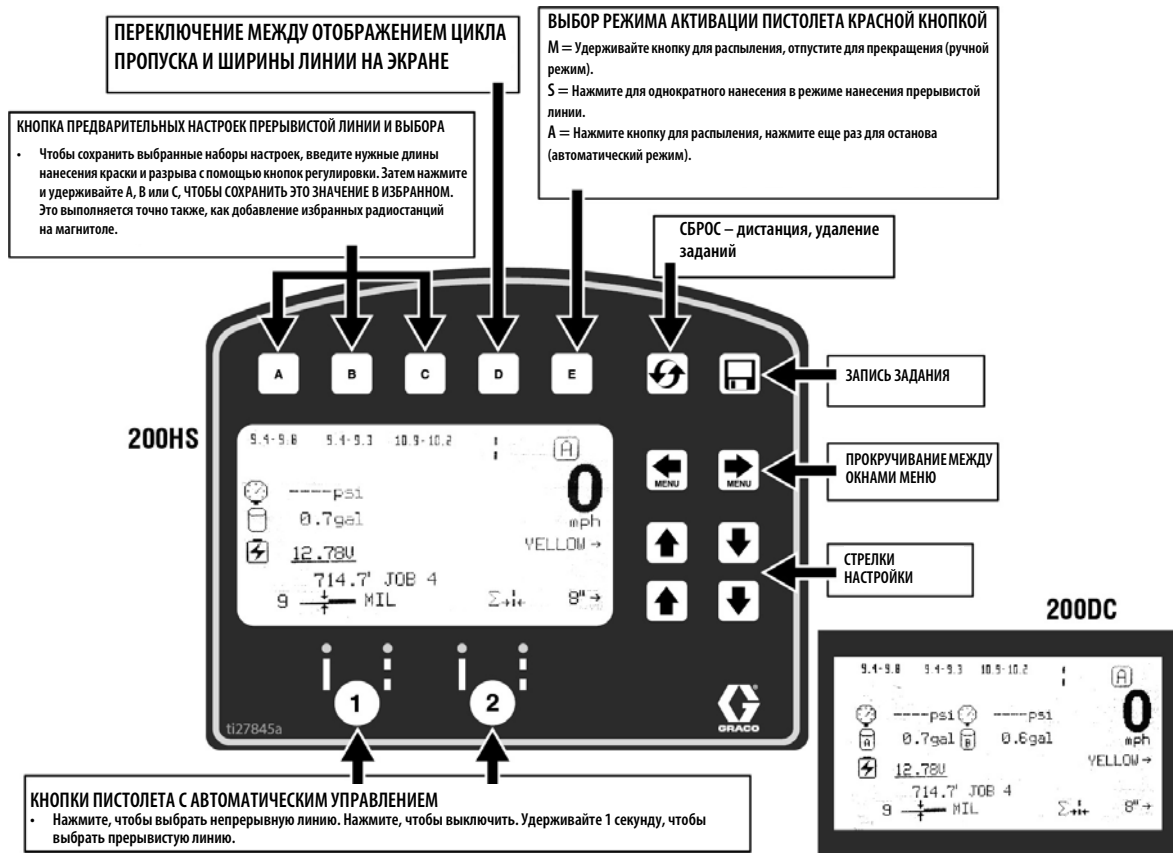 ПЕРЕКЛЮЧЕНИЕ МЕЖДУ ОТОБРАЖЕНИЕМ ЦИКЛА
ПРОПУСКА И ШИРИНЫ ЛИНИИ НА ЭКРАНЕ
ВЫБОР РЕЖИМА АКТИВАЦИИ ПИСТОЛЕТА КРАСНОЙ КНОПКОЙ
М = Удерживайте кнопку для распыления, отпустите для прекращения (ручной
режим).
S = Нажмите для однократного нанесения в режиме нанесения прерывистой
линии.
А = Нажмите кнопку для распыления, нажмите еще раз для останова
(автоматический режим).
КНОПКА ПРЕДВАРИТЕЛЬНЫХ НАСТРОЕК ПРЕРЫВИСТОЙ ЛИНИИ И ВЫБОРА
• Чтобы сохранить выбранные наборы настроек, введите нужные длины
нанесения краски и разрыва с помощью кнопок регулировки. Затем нажмите
и удерживайте А, В или С, ЧТОБЫ СОХРАНИТЬ ЭТО ЗНАЧЕНИЕ В ИЗБРАННОМ.
Это выполняется точно также, как добавление избранных радиостанций
на магнитоле.
СБРОС – дистанция, удаление
заданий
A B C D E
ЗАПИСЬ ЗАДАНИЯ
200HS
9.4-9.8 9.4-9.3 10.9-10.2 A
0
----psi
0.7gal mph
YELLOW →
12.78V
714.7' JOB 4
9 MIL Σ 8" →
MENU MENU
ПРОКРУЧИВАНИЕ МЕЖДУ
ОКНАМИ МЕНЮ
СТРЕЛКИ
НАСТРОЙКИ
1 2
GRACO
ti27845a
200DC
9.4-9.8 9.4-9.3 10.9-10.2 A
0
----psi ----psi
A 0.7gal B 0.6gal mph
YELLOW →
12.78V
714.7' JOB 4
9 MIL Σ 8" →
КНОПКИ ПИСТОЛЕТА С АВТОМАТИЧЕСКИМ УПРАВЛЕНИЕМ
• Нажмите, чтобы выбрать непрерывную линию. Нажмите, чтобы выключить. Удерживайте 1 секунду, чтобы
выбрать прерывистую линию.